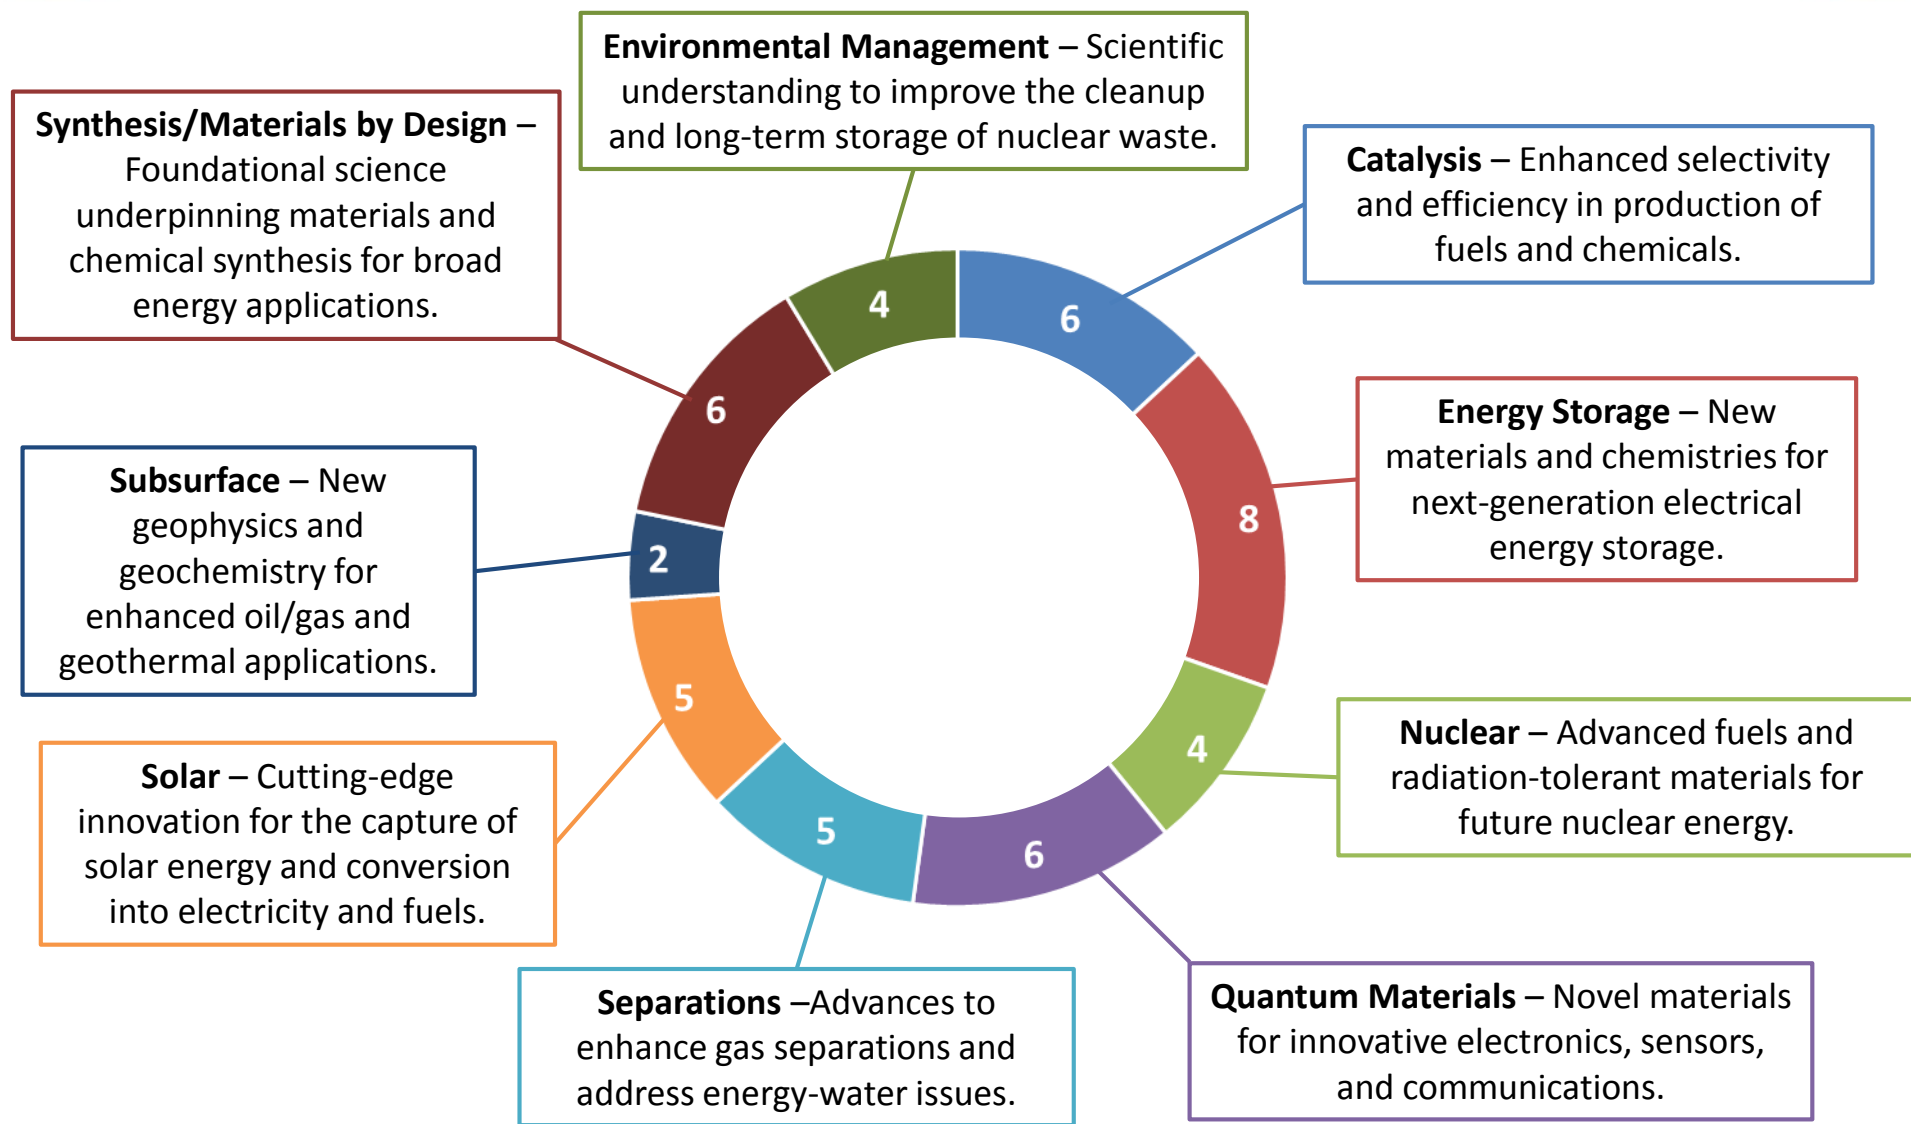 Environmental Management – Scientific
understanding to improve the cleanup
and long-term storage of nuclear waste.
Synthesis/Materials by Design –
Foundational science
underpinning materials and
chemical synthesis for broad
energy applications.
Catalysis – Enhanced selectivity
and efficiency in production of
fuels and chemicals.
4
6
6
Energy Storage – New
materials and chemistries for
next-generation electrical
energy storage.
Subsurface – New
geophysics and
geochemistry for
enhanced oil/gas and
geothermal applications.
8
2
5
4
Nuclear – Advanced fuels and
radiation-tolerant materials for
future nuclear energy.
Solar – Cutting-edge
innovation for the capture of
solar energy and conversion
into electricity and fuels.
5
6
Separations –Advances to
enhance gas separations and
address energy-water issues.
Quantum Materials – Novel materials
for innovative electronics, sensors,
and communications.